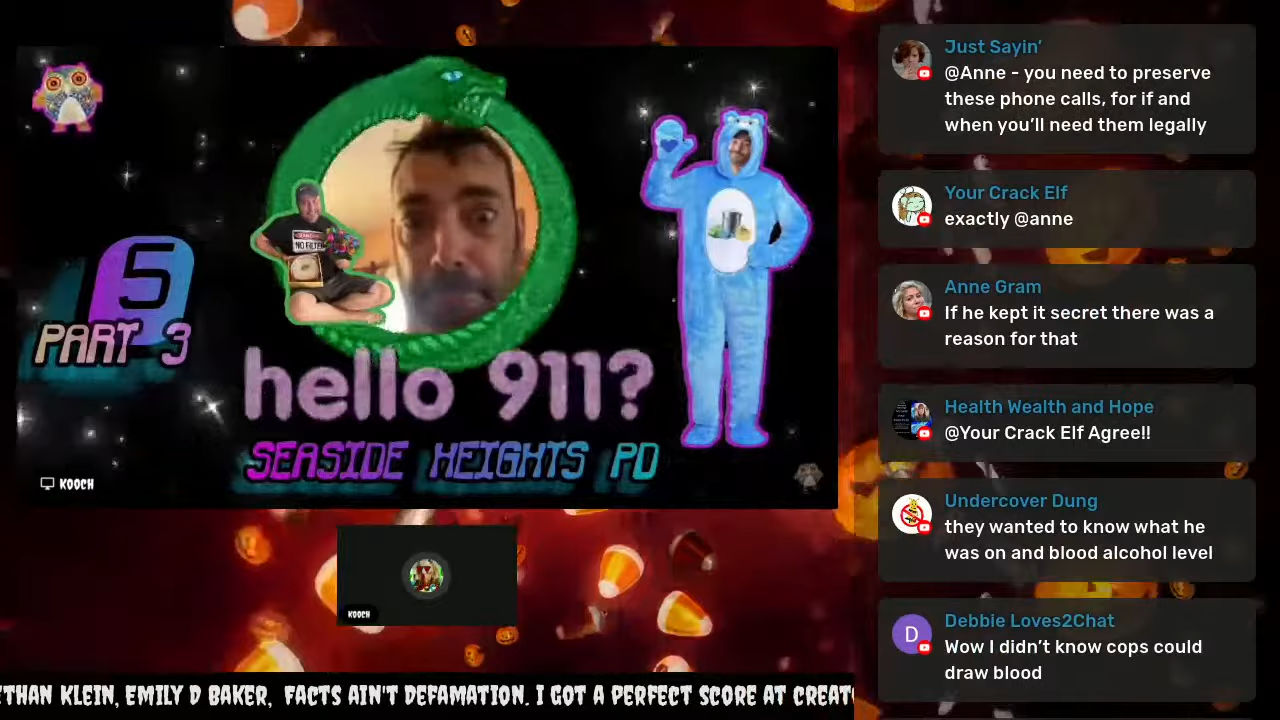 NO FILTER
5
PART 3
hello 911?
SEASIDE HEIGHTS PD
KOOCH
KOOCH
ETHAN KLEIN, EMILY D BAKER, FACTS AIN'T DEFAMATION. I GOT A PERFECT SCORE AT CREAT
Just Sayin'
@Anne - you need to preserve
these phone calls, for if and
when you'll need them legally
Your Crack Elf
exactly @anne
Anne Gram
If he kept it secret there was a
reason for that
Health Wealth and Hope
@Your Crack Elf Agree!!
Undercover Dung
they wanted to know what he
was on and blood alcohol level
D
Debbie Loves2Chat
Wow I didn't know cops could
draw blood